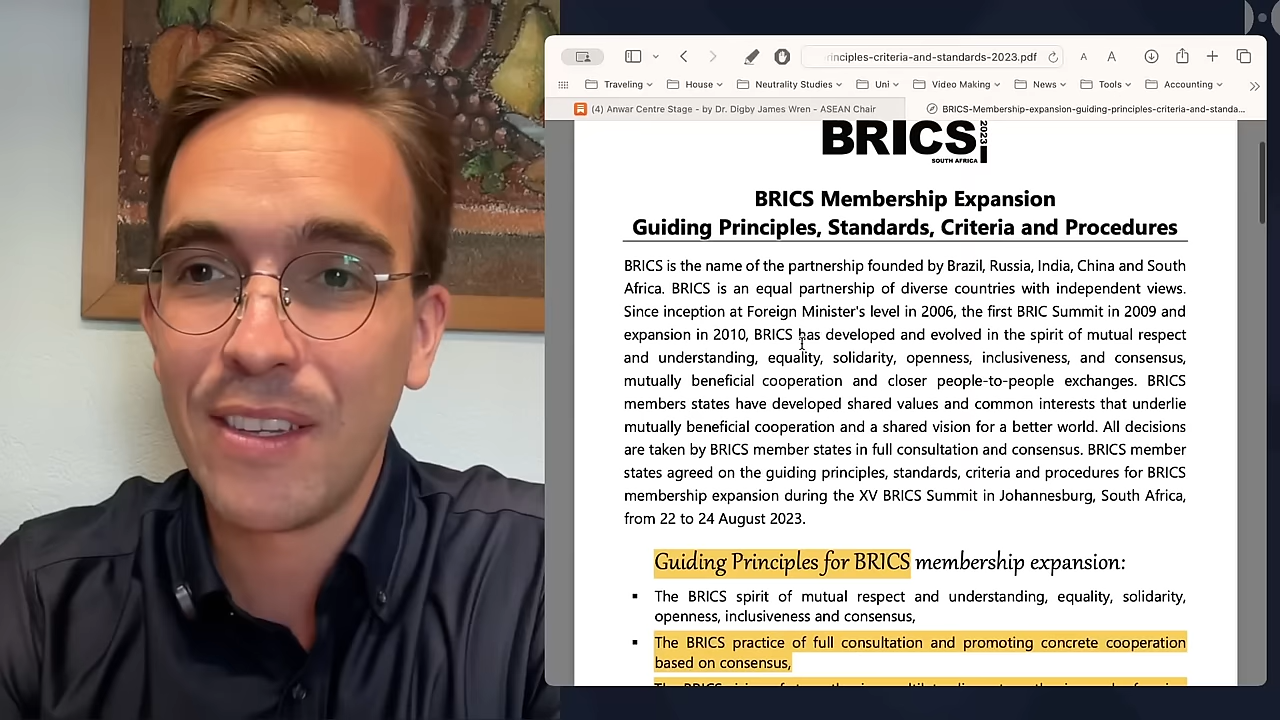 rinciples-criteria-and-standards-2023.pdf
A A
Traveling House Neutrality Studies Uni Video Making News Tools Accounting
(4) Anwar Centre Stage - by Dr. Digby James Wren - ASEAN Chair
BRICS-Membership-expansion-guiding-principles-criteria-and-standa...
BRICS 2023
SOUTH AFRICA
BRICS Membership Expansion
Guiding Principles, Standards, Criteria and Procedures
BRICS is the name of the partnership founded by Brazil, Russia, India, China and South
Africa. BRICS is an equal partnership of diverse countries with independent views.
Since inception at Foreign Minister's level in 2006, the first BRIC Summit in 2009 and
expansion in 2010, BRICS has developed and evolved in the spirit of mutual respect
and understanding, equality, solidarity, openness, inclusiveness, and consensus,
mutually beneficial cooperation and closer people-to-people exchanges. BRICS
members states have developed shared values and common interests that underlie
mutually beneficial cooperation and a shared vision for a better world. All decisions
are taken by BRICS member states in full consultation and consensus. BRICS member
states agreed on the guiding principles, standards, criteria and procedures for BRICS
membership expansion during the XV BRICS Summit in Johannesburg, South Africa,
from 22 to 24 August 2023.
Guiding Principles for BRICS membership expansion:
▪ The BRICS spirit of mutual respect and understanding, equality, solidarity,
openness, inclusiveness and consensus,
▪ The BRICS practice of full consultation and promoting concrete cooperation
based on consensus,